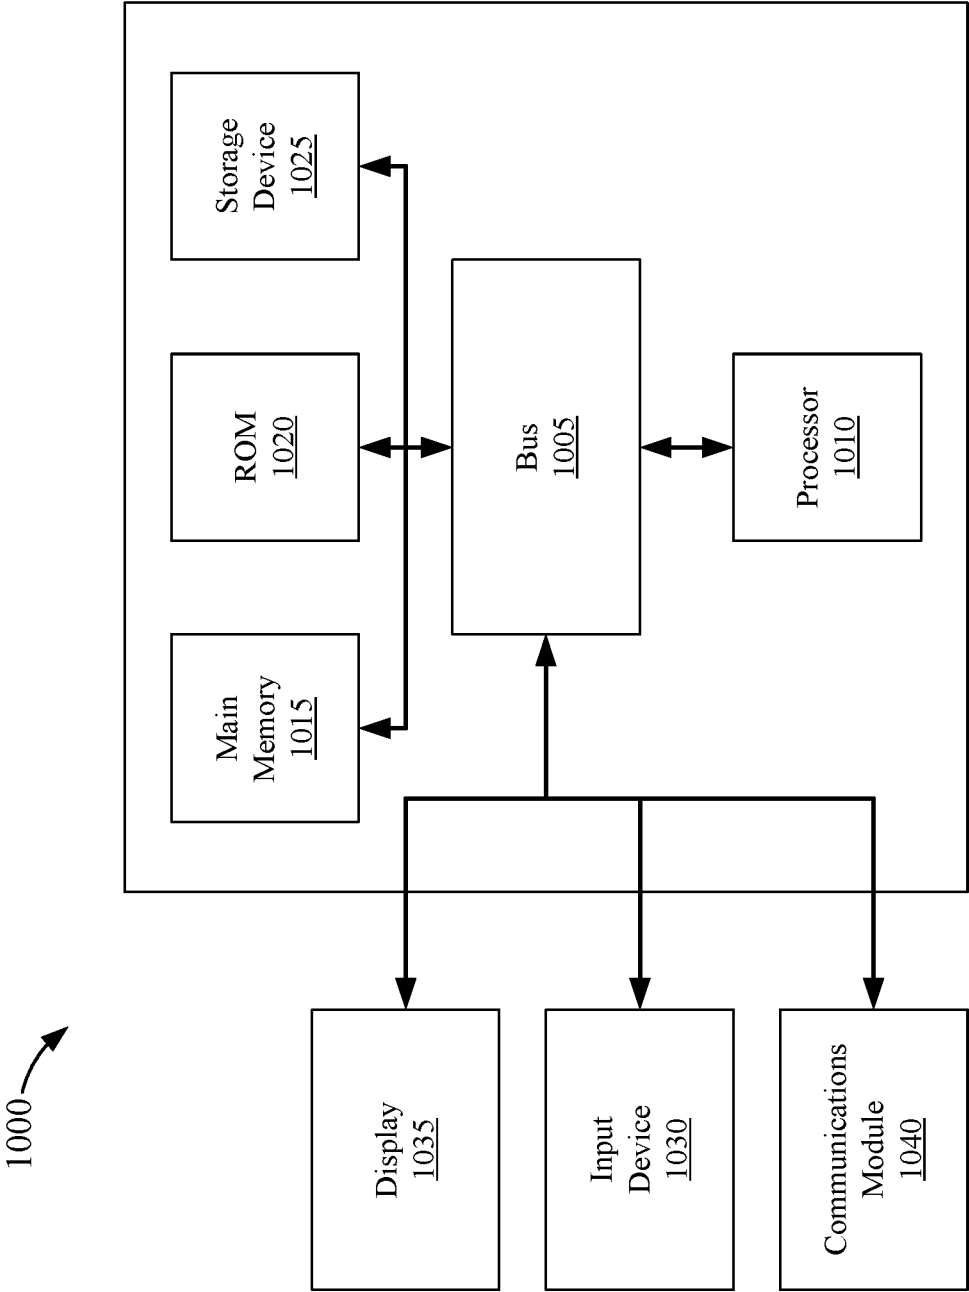 1000
Display
1035
Input
Device
1030
Communications
Module
1040
Main
Memory
1015
ROM
1020
Storage
Device
1025
Bus
1005
Processor
1010